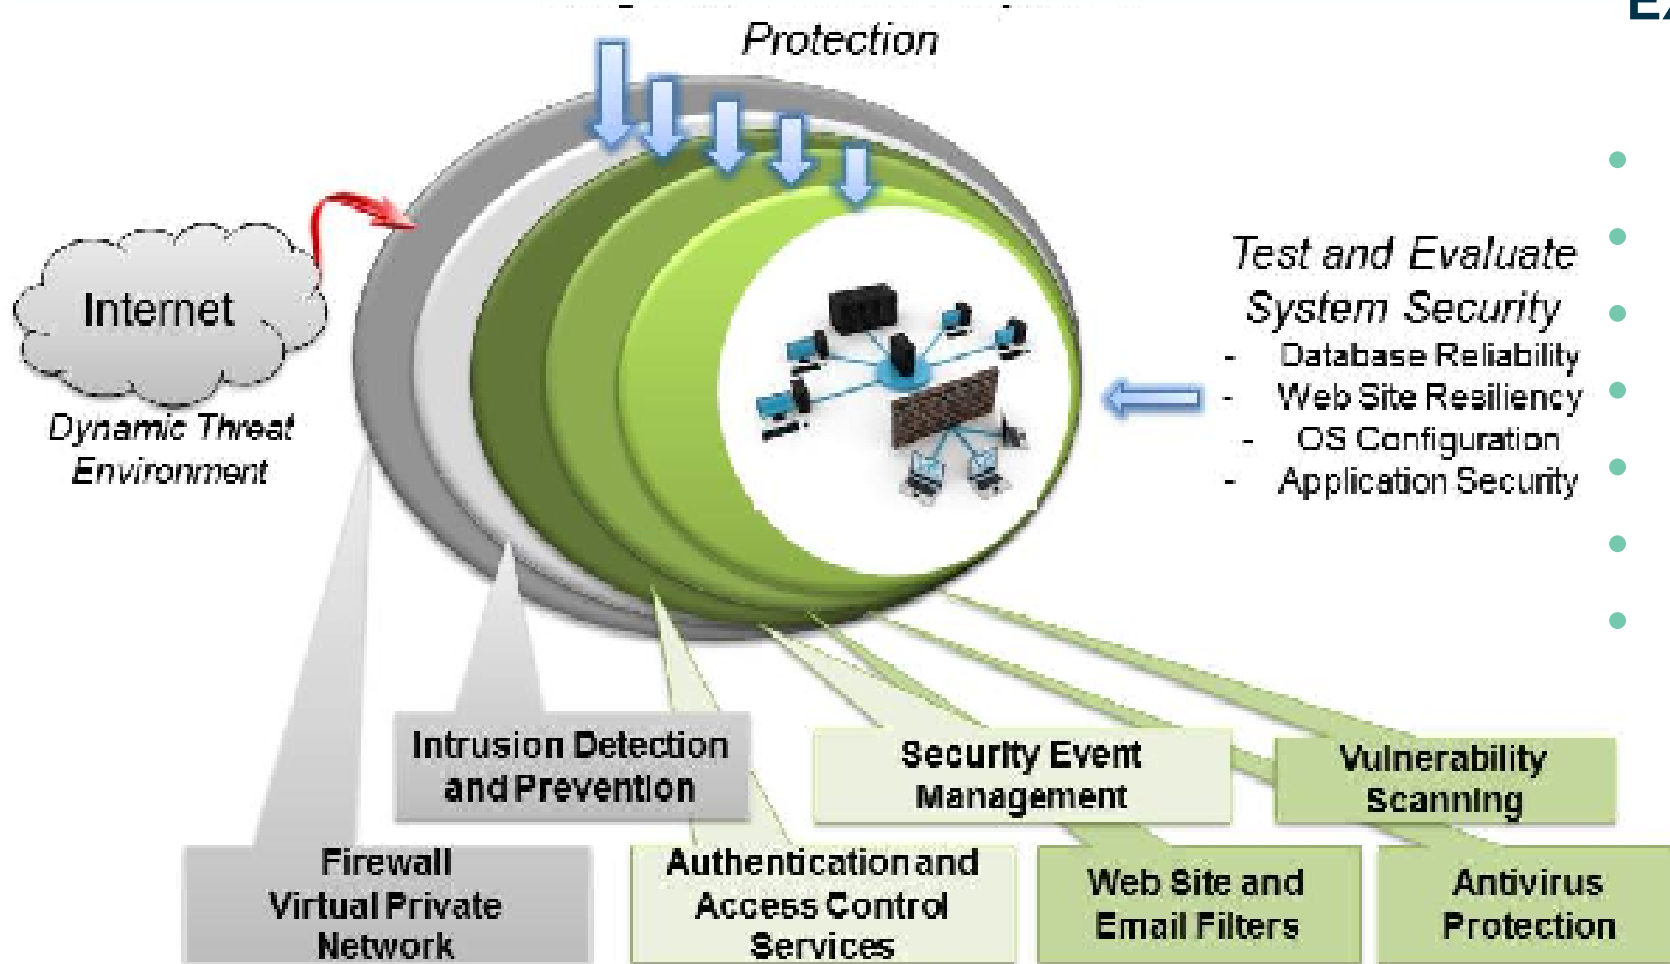 Protection
Internet
Dynamic Threat
Environment
Test and Evaluate
System Security
- Database Reliability
- Web Site Resiliency
- OS Configuration
- Application Security
Intrusion Detection
and Prevention
Security Event
Management
Vulnerability
Scanning
Firewall
Virtual Private
Network
Authentication and
Access Control
Services
Web Site and
Email Filters
Antivirus
Protection